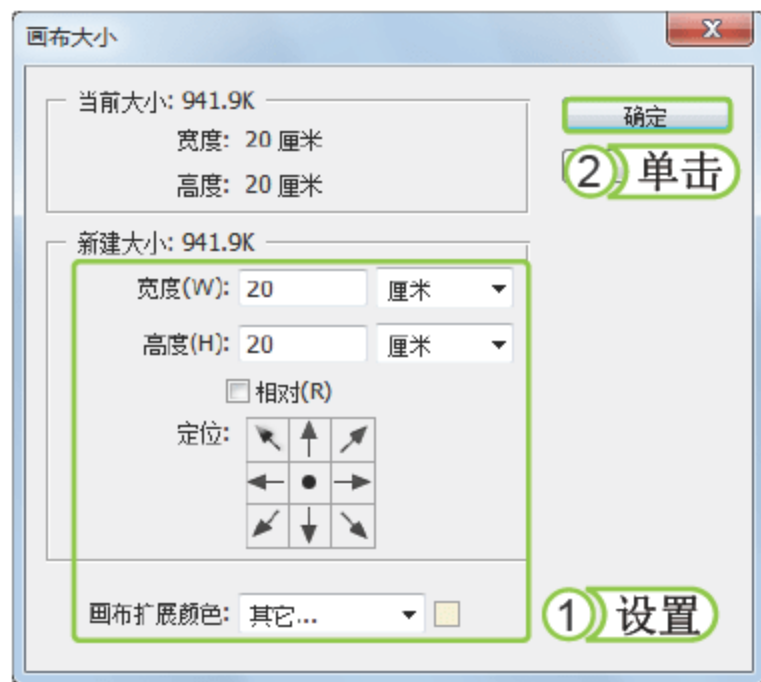 画布大小
当前大小: 941.9K
确定
宽度: 20 厘米
② 单击
高度: 20 厘米
新建大小: 941.9K
宽度(W): 20 厘米
高度(H): 20 厘米
相对(R)
定位:
画布扩展颜色: 其它...
① 设置